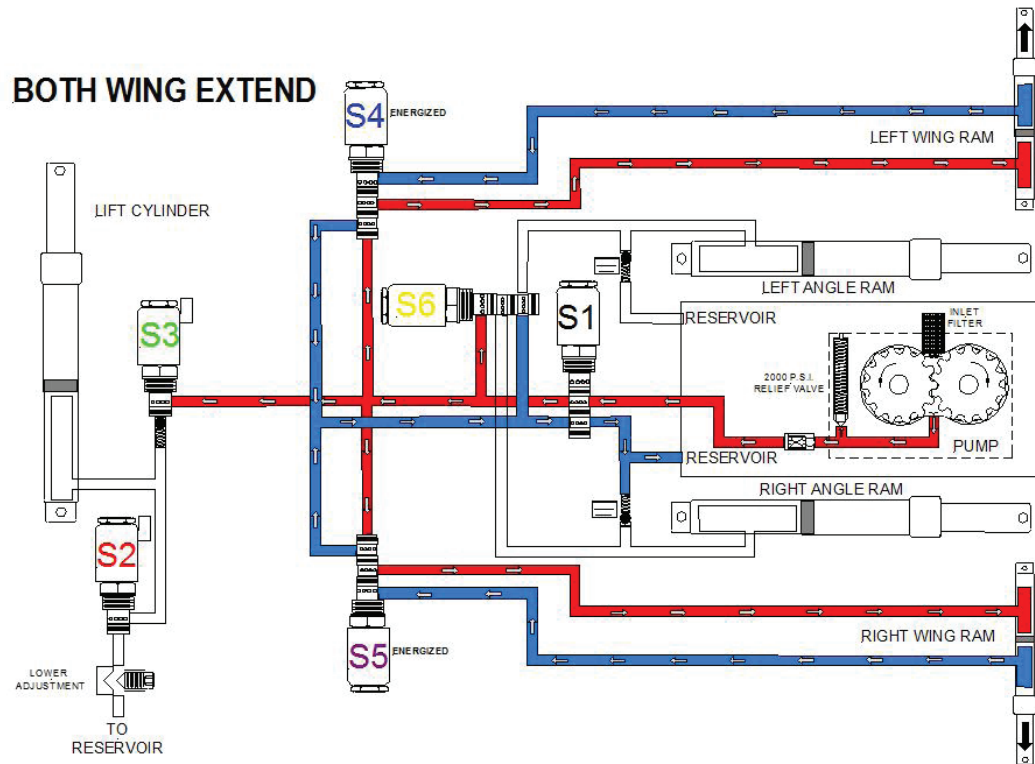 BOTH WING EXTEND
S4
ENERGIZED
LEFT WING RAM
LIFT CYLINDER
LEFT ANGLE RAM
S6
S1
S3
RESERVOIR
INLET
FILTER
2000 P.S.I.
RELIEF VALVE
PUMP
RESERVOIR
RIGHT ANGLE RAM
S2
RIGHT WING RAM
S5
ENERGIZED
LOWER
ADJUSTMENT
TO
RESERVOIR